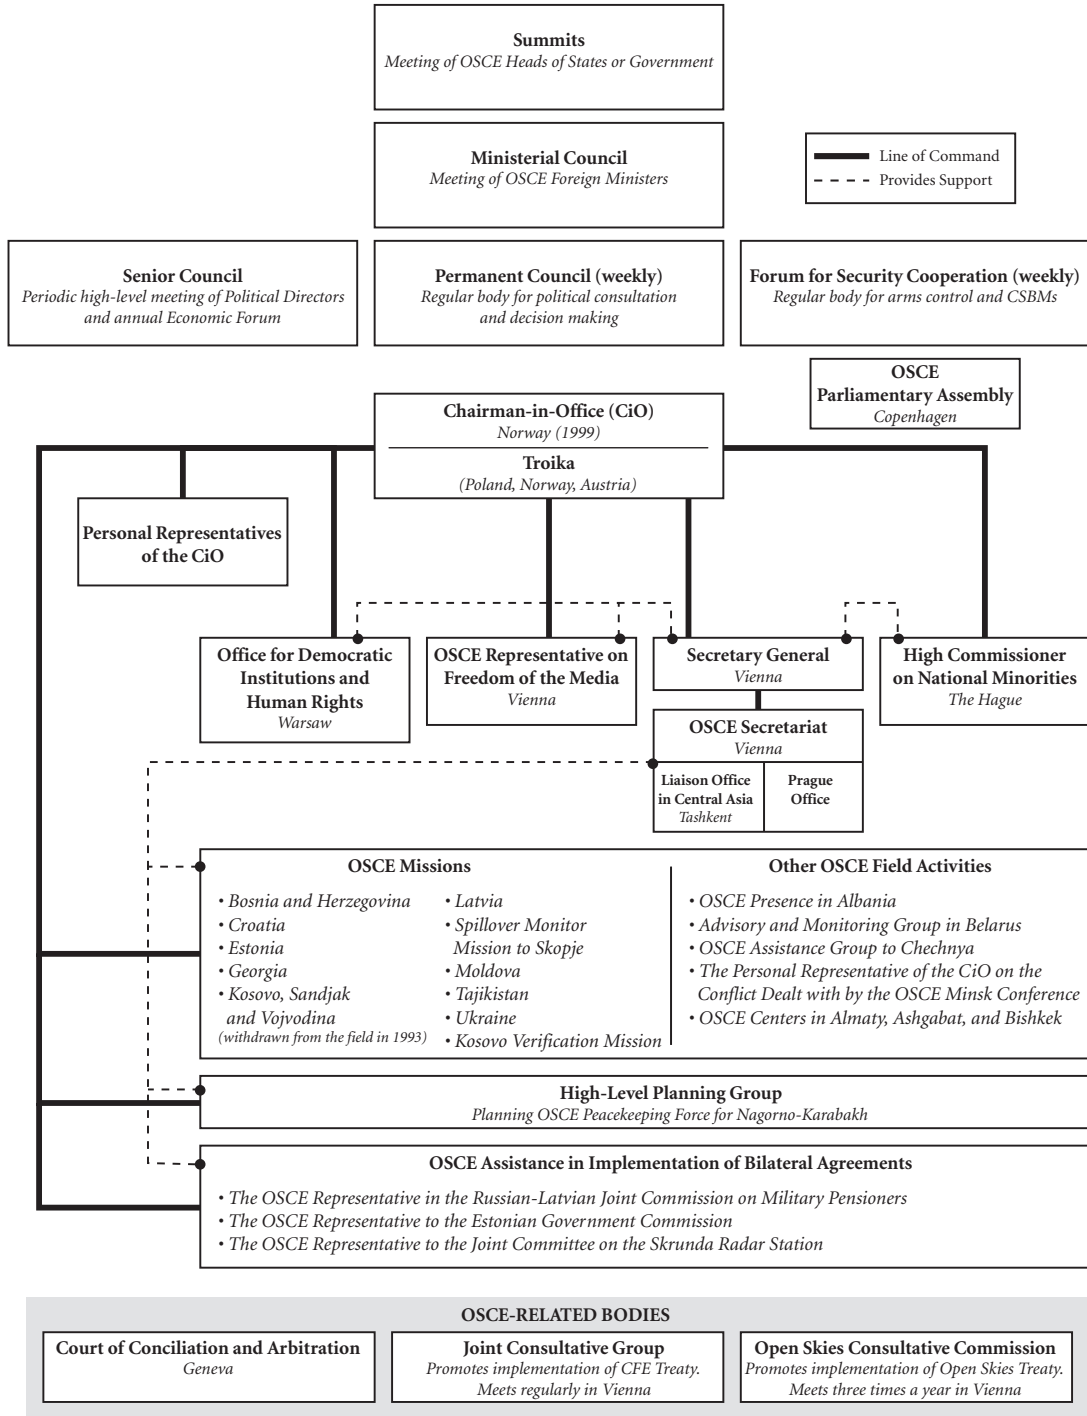 Summits
Meeting of OSCE Heads of States or Government
Ministerial Council
Meeting of OSCE Foreign Ministers
Line of Command
Provides Support
Senior Council
Periodic high-level meeting of Political Directors
and annual Economic Forum
Permanent Council (weekly)
Regular body for political consultation
and decision making
Forum for Security Cooperation (weekly)
Regular body for arms control and CSBMs
OSCE
Parliamentary Assembly
Copenhagen
Chairman-in-Office (CiO)
Norway (1999)
Troika
(Poland, Norway, Austria)
Personal Representatives
of the CiO
Office for Democratic
Institutions and
Human Rights
Warsaw
OSCE Representative on
Freedom of the Media
Vienna
Secretary General
Vienna
High Commissioner
on National Minorities
The Hague
OSCE Secretariat
Vienna
Liaison Office
in Central Asia
Tashkent
Prague
Office
OSCE Missions
• Bosnia and Herzegovina
• Croatia
• Estonia
• Georgia
• Kosovo, Sandjak
and Vojvodina
(withdrawn from the field in 1993)
• Latvia
• Spillover Monitor
Mission to Skopje
• Moldova
• Tajikistan
• Ukraine
• Kosovo Verification Mission
Other OSCE Field Activities
• OSCE Presence in Albania
• Advisory and Monitoring Group in Belarus
• OSCE Assistance Group to Chechnya
• The Personal Representative of the CiO on the
Conflict Dealt with by the OSCE Minsk Conference
• OSCE Centers in Almaty, Ashgabat, and Bishkek
High-Level Planning Group
Planning OSCE Peacekeeping Force for Nagorno-Karabakh
OSCE Assistance in Implementation of Bilateral Agreements
• The OSCE Representative in the Russian-Latvian Joint Commission on Military Pensioners
• The OSCE Representative to the Estonian Government Commission
• The OSCE Representative to the Joint Committee on the Skrunda Radar Station
OSCE-RELATED BODIES
Court of Conciliation and Arbitration
Geneva
Joint Consultative Group
Promotes implementation of CFE Treaty.
Meets regularly in Vienna
Open Skies Consultative Commission
Promotes implementation of Open Skies Treaty.
Meets three times a year in Vienna